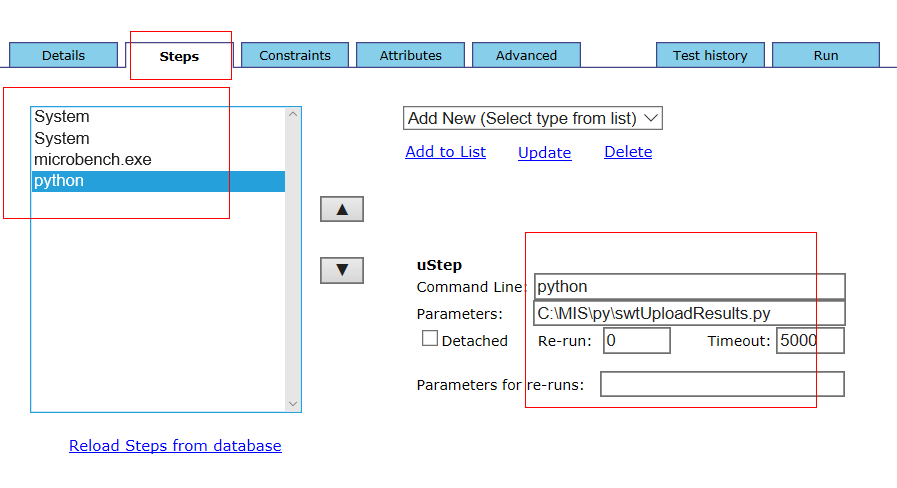 Details Steps Constraints Attributes Advanced Test history Run
System
System
microbench.exe
python
▲
▼
Reload Steps from database
Add New (Select type from list)
Add to List Update Delete
uStep
Command Line: python
Parameters: C:\MIS\py\swtUploadResults.py
Detached Re-run: 0 Timeout: 5000
Parameters for re-runs: